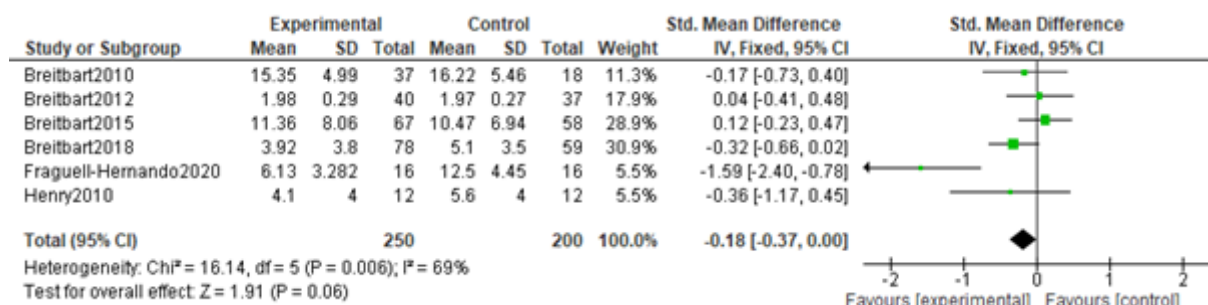 Experimental Control Std. Mean Difference Std. Mean Difference
Study or Subgroup Mean SD Total Mean SD Total Weight IV, Fixed, 95% CI IV, Fixed, 95% CI
Breitbart2010 15.35 4.99 37 16.22 5.46 18 11.3% -0.17 [-0.73, 0.40]
Breitbart2012 1.98 0.29 40 1.97 0.27 37 17.9% 0.04 [-0.41, 0.48]
Breitbart2015 11.36 8.06 67 10.47 6.94 58 28.9% 0.12 [-0.23, 0.47]
Breitbart2018 3.92 3.8 78 5.1 3.5 59 30.9% -0.32 [-0.66, 0.02]
Fraguell-Hernando2020 6.13 3.282 16 12.5 4.45 16 5.5% -1.59 [-2.40, -0.78]
Henry2010 4.1 4 12 5.6 4 12 5.5% -0.36 [-1.17, 0.45]
Total (95% CI) 250 200 100.0% -0.18 [-0.37, 0.00]
Heterogeneity: Chi² = 16.14, df = 5 (P = 0.006); I² = 69%
Test for overall effect: Z = 1.91 (P = 0.06)
-2 -1 0 1 2
Favours [experimental] Favours [control]